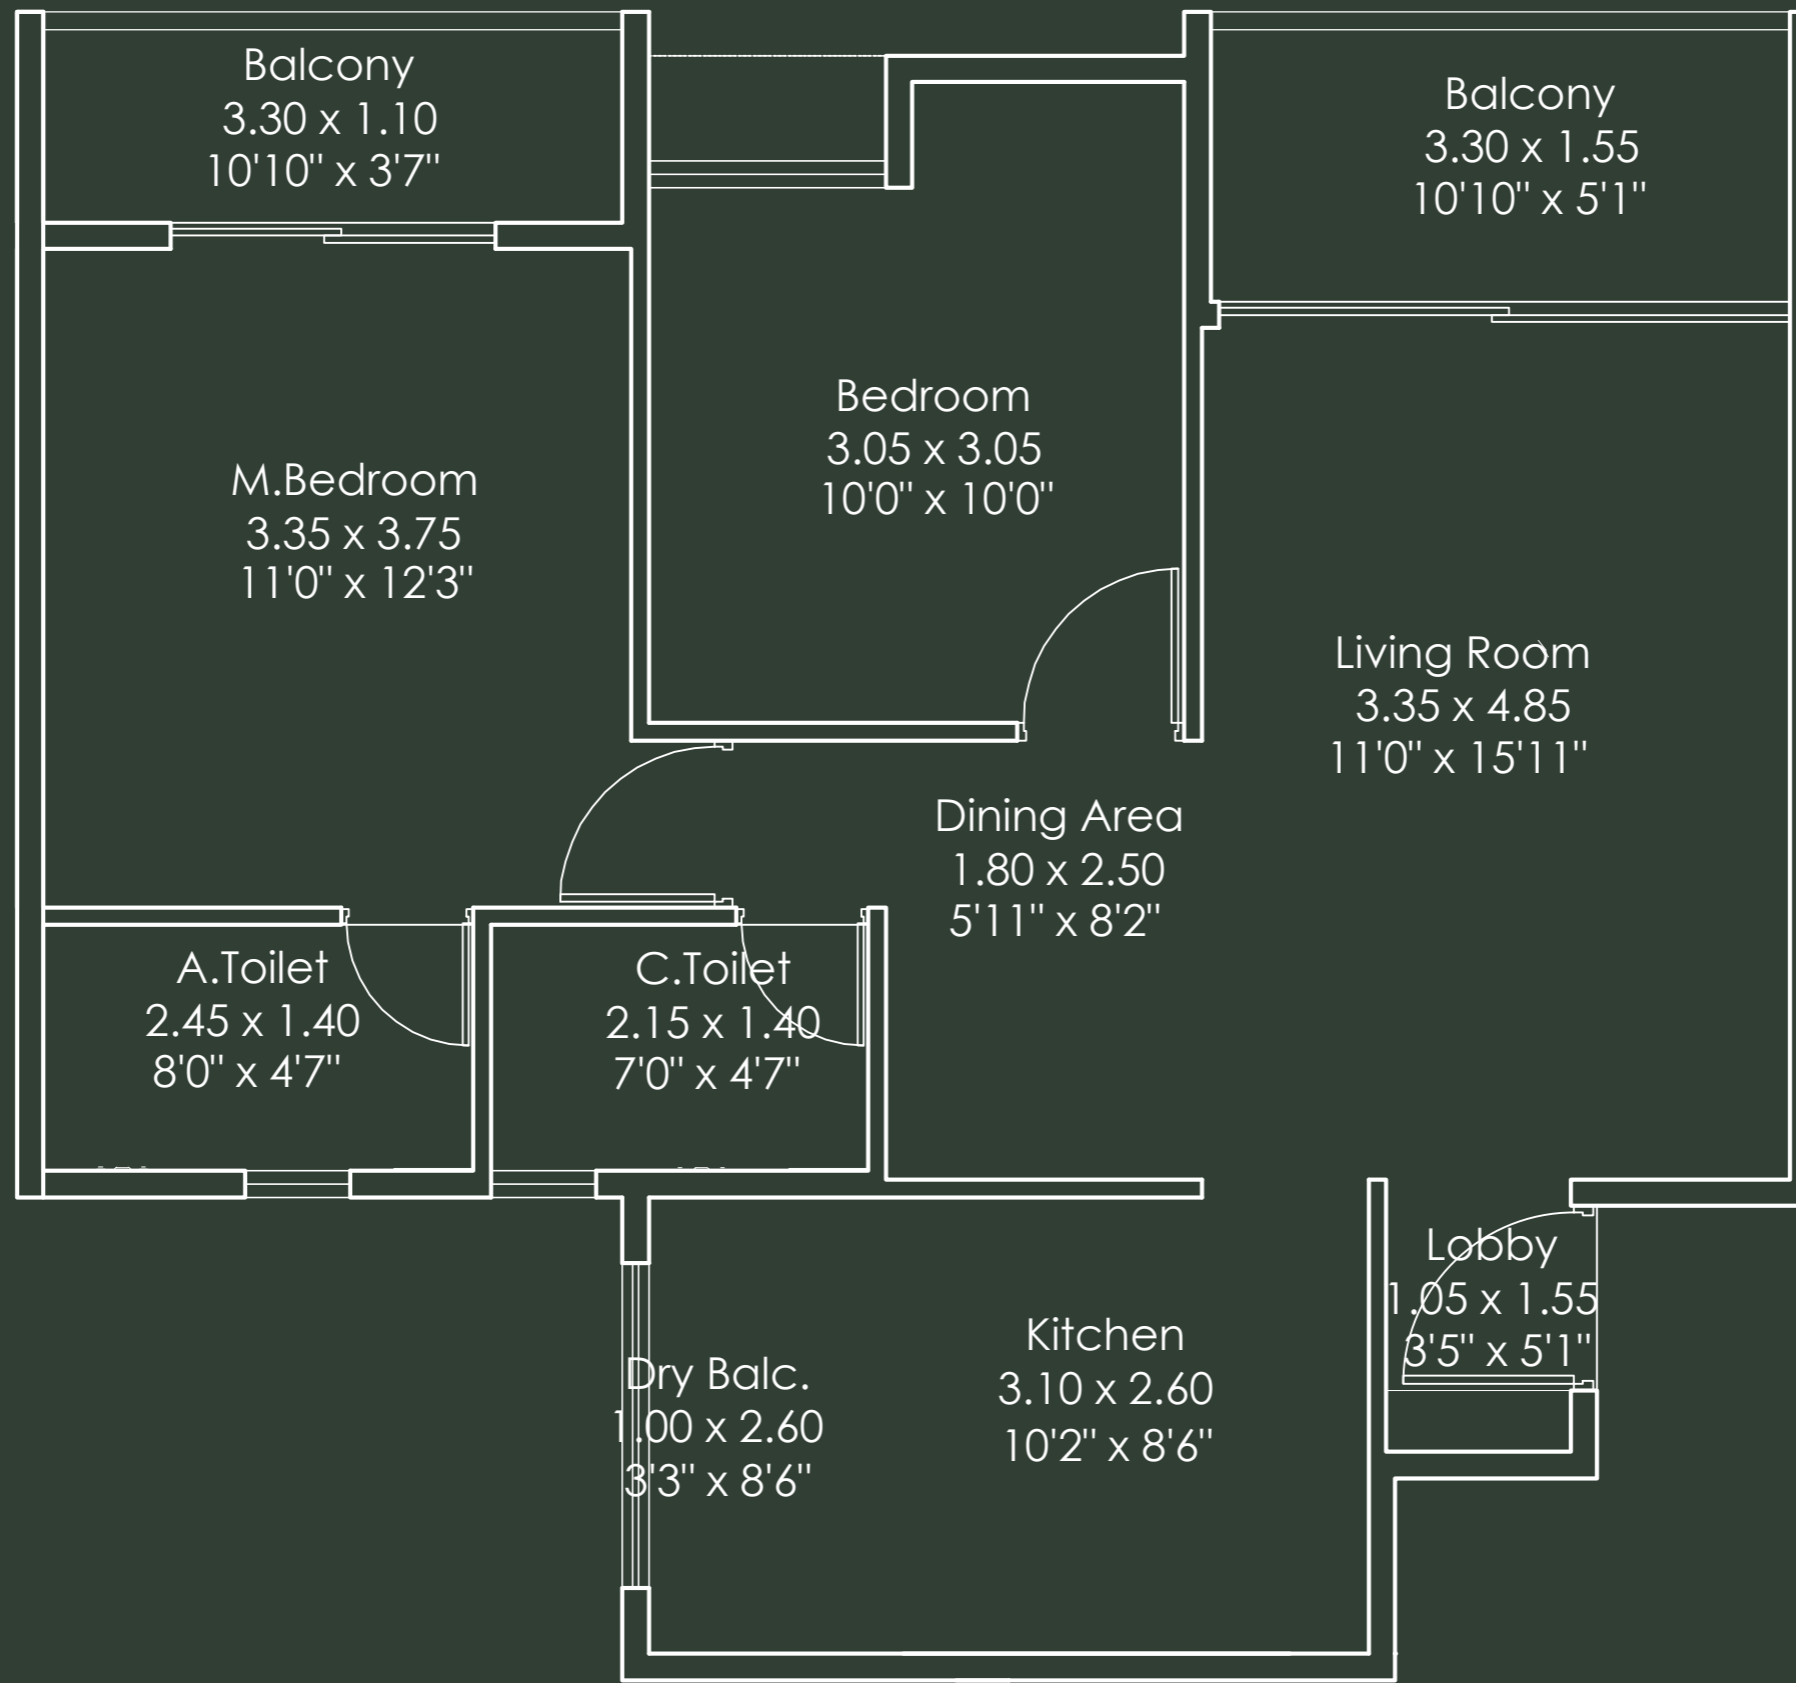 Balcony
3.30 x 1.10
10'10" x 3'7"
Balcony
3.30 x 1.55
10'10" x 5'1"
Bedroom
3.05 x 3.05
10'0" x 10'0"
M.Bedroom
3.35 x 3.75
11'0" x 12'3"
Living Room
3.35 x 4.85
11'0" x 15'11"
Dining Area
1.80 x 2.50
5'11" x 8'2"
A.Toilet
2.45 x 1.40
8'0" x 4'7"
C.Toilet
2.15 x 1.40
7'0" x 4'7"
Lobby
1.05 x 1.55
3'5" x 5'1"
Kitchen
3.10 x 2.60
10'2" x 8'6"
Dry Balc.
1.00 x 2.60
3'3" x 8'6"